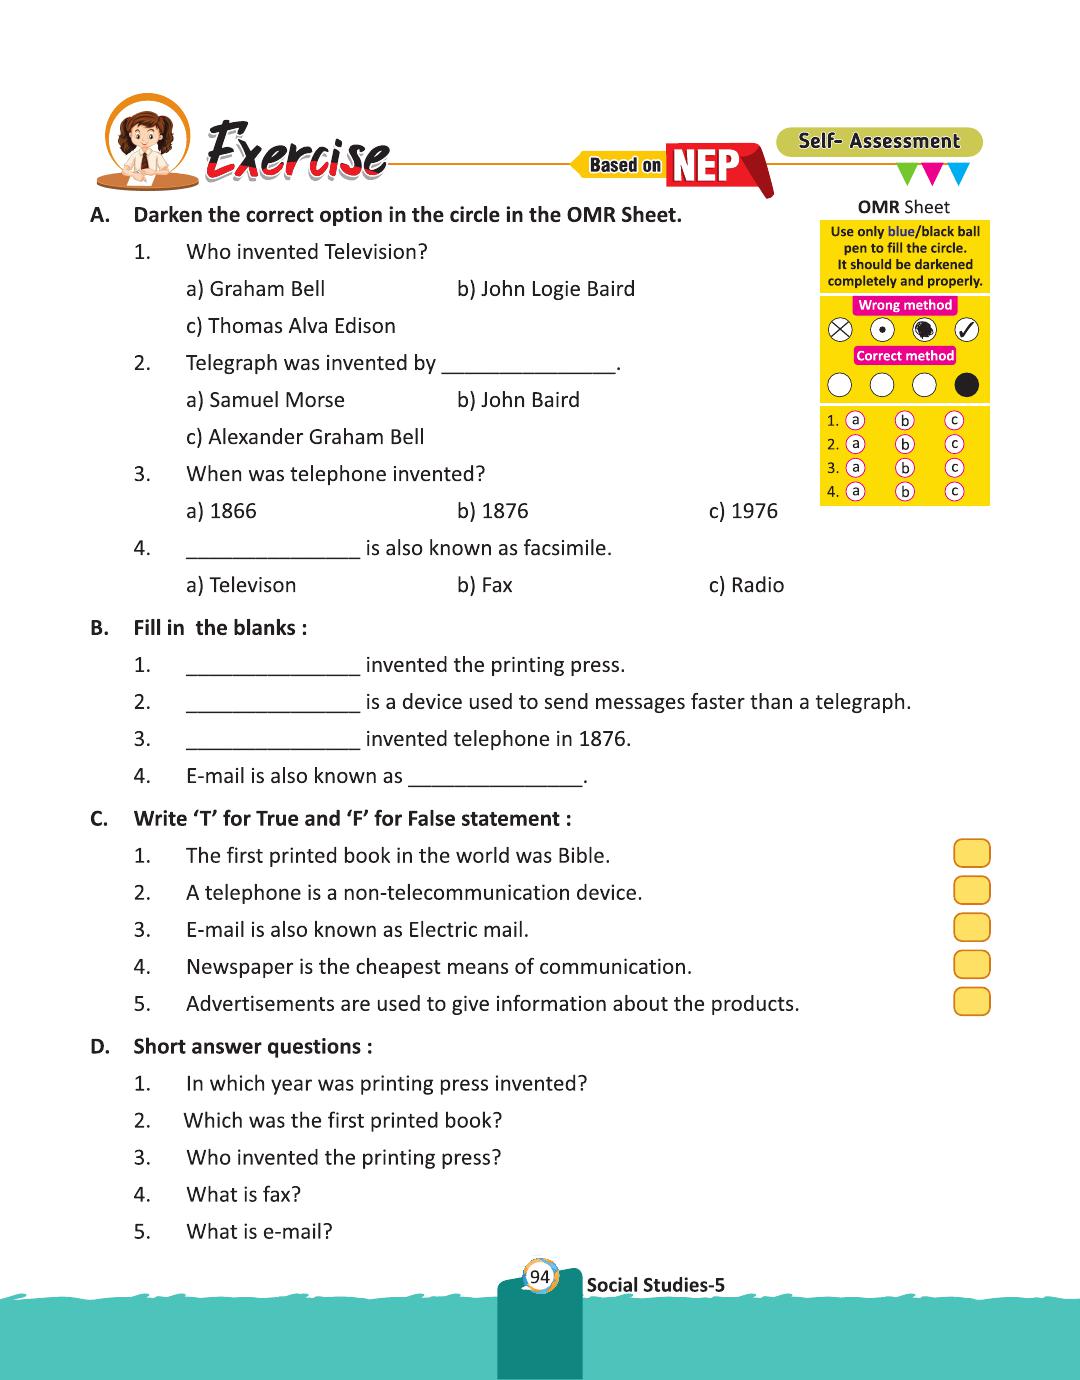 Exercise
Based on NEP
Self- Assessment
A. Darken the correct option in the circle in the OMR Sheet.
1. Who invented Television?
a) Graham Bell b) John Logie Baird
c) Thomas Alva Edison
2. Telegraph was invented by _______________.
a) Samuel Morse b) John Baird
c) Alexander Graham Bell
3. When was telephone invented?
a) 1866 b) 1876 c) 1976
4. _______________ is also known as facsimile.
a) Televison b) Fax c) Radio
OMR Sheet
Use only blue/black ball
pen to fill the circle.
It should be darkened
completely and properly.
Wrong method
Correct method
1. a b c
2. a b c
3. a b c
4. a b c
B. Fill in the blanks :
1. _______________ invented the printing press.
2. _______________ is a device used to send messages faster than a telegraph.
3. _______________ invented telephone in 1876.
4. E-mail is also known as _______________.
C. Write ‘T’ for True and ‘F’ for False statement :
1. The first printed book in the world was Bible.
2. A telephone is a non-telecommunication device.
3. E-mail is also known as Electric mail.
4. Newspaper is the cheapest means of communication.
5. Advertisements are used to give information about the products.
D. Short answer questions :
1. In which year was printing press invented?
2. Which was the first printed book?
3. Who invented the printing press?
4. What is fax?
5. What is e-mail?
94 Social Studies-5